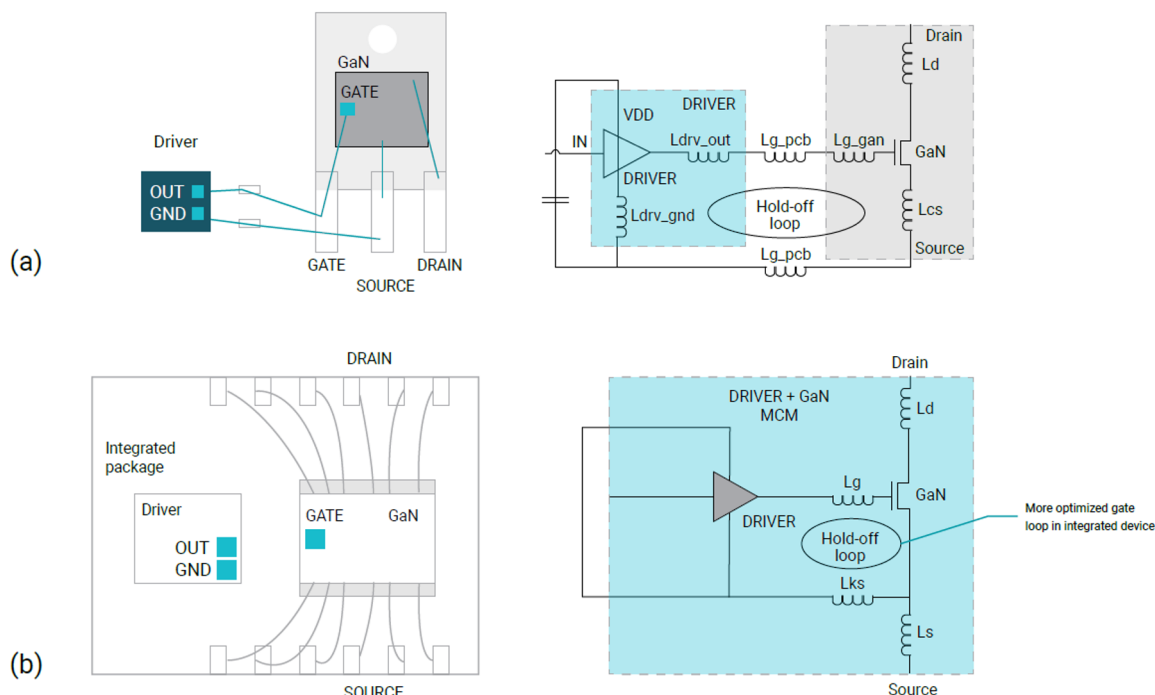 GaN
GATE
Driver
OUT
GND
GATE
DRAIN
SOURCE
(a)
Drain
Ld
DRIVER
VDD
IN
Ldrv_out
Lg_pcb
Lg_gan
GaN
DRIVER
Ldrv_gnd
Hold-off
loop
Lcs
Source
Lg_pcb
DRAIN
Integrated
package
Driver
OUT
GND
GATE
GaN
SOURCE
(b)
Drain
DRIVER + GaN
MCM
Ld
Lg
GaN
DRIVER
Hold-off
loop
More optimized gate
loop in integrated device
Lks
Ls
Source